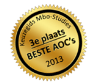 Keuzegids Mbo-Studies
3e plaats
BESTE AOC's
2013